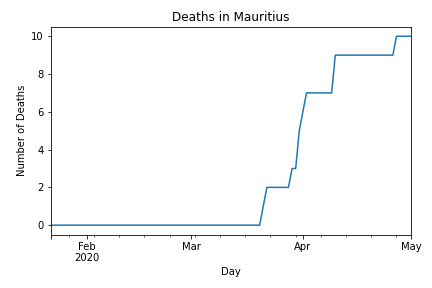 Deaths in Mauritius
Number of Deaths
10
8
6
4
2
0
Feb
2020
Mar
Apr
May
Day